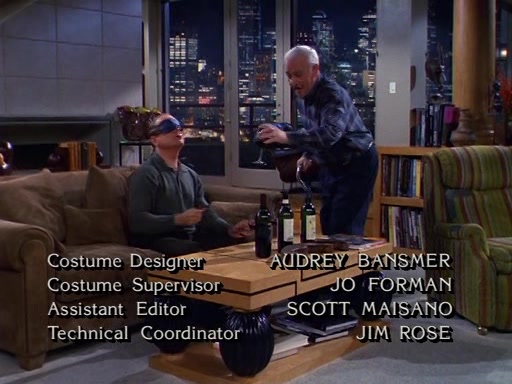 Costume Designer AUDREY BANSMER
Costume Supervisor JO FORMAN
Assistant Editor SCOTT MAISANO
Technical Coordinator JIM ROSE